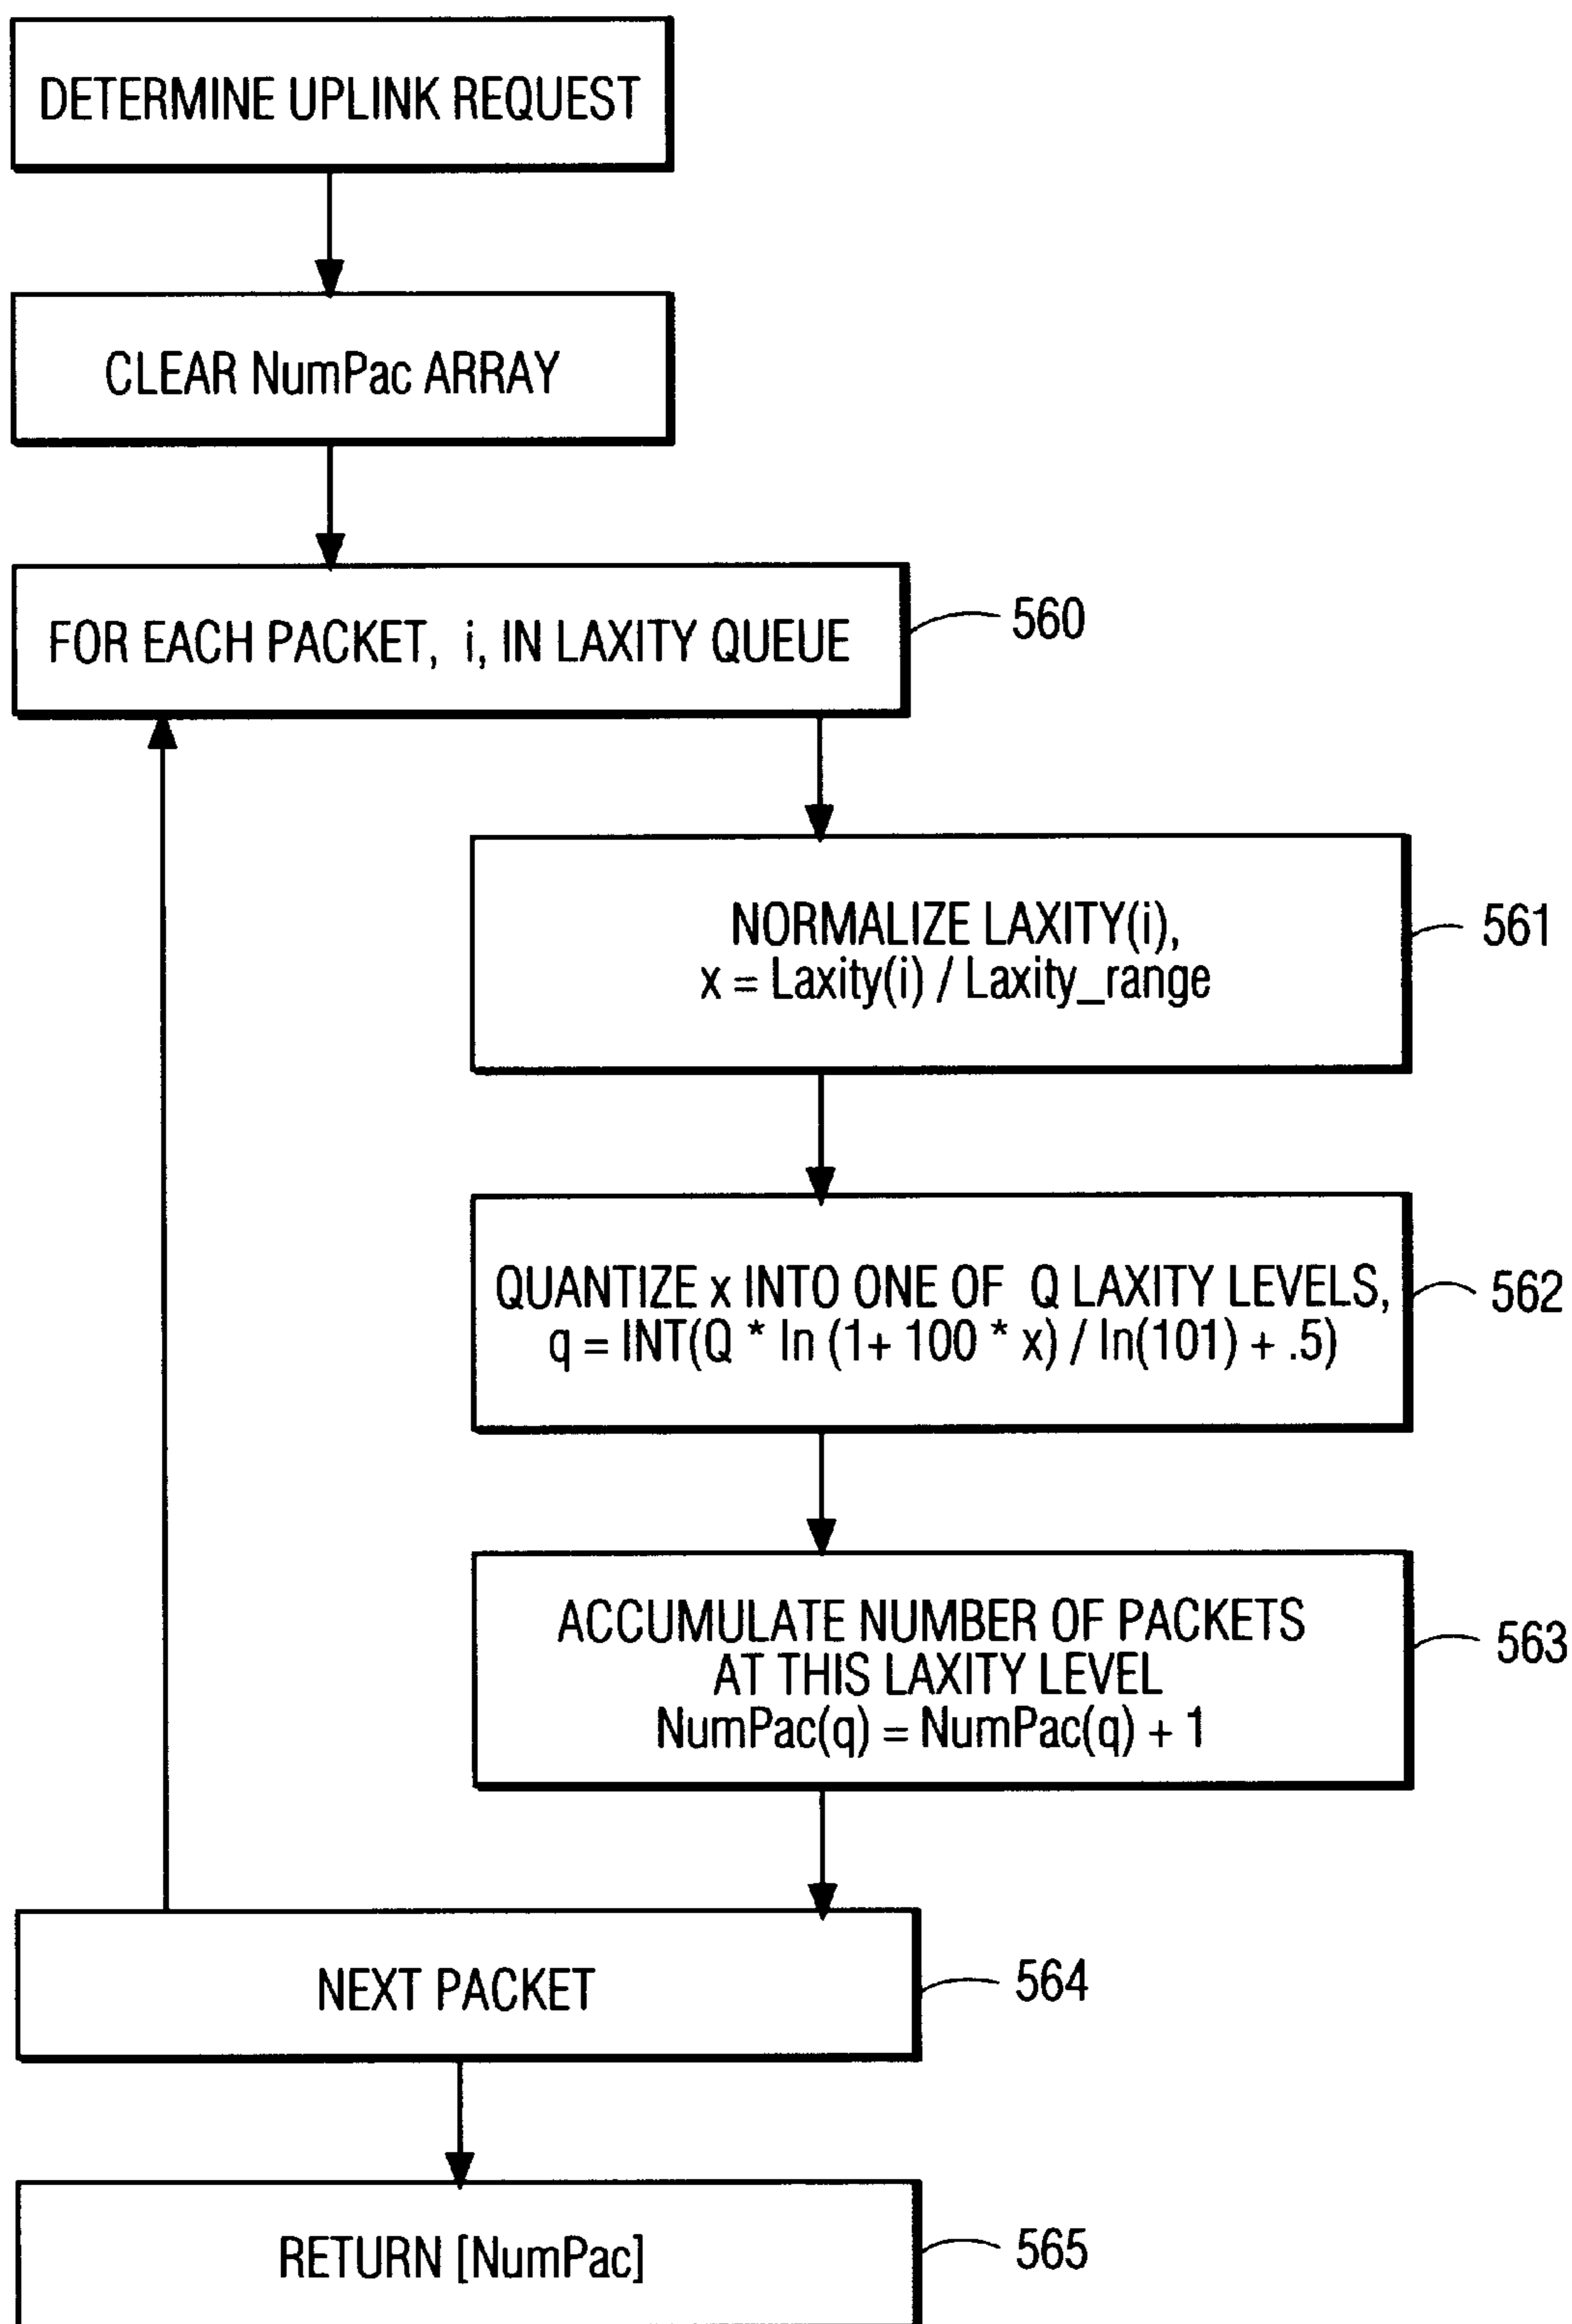 DETERMINE UPLINK REQUEST
CLEAR NumPac ARRAY
FOR EACH PACKET, i, IN LAXITY QUEUE
560
NORMALIZE LAXITY(i),
x = Laxity(i) / Laxity_range
561
QUANTIZE x INTO ONE OF Q LAXITY LEVELS,
q = INT(Q * ln (1+ 100 * x) / ln(101) + .5)
562
ACCUMULATE NUMBER OF PACKETS
AT THIS LAXITY LEVEL
NumPac(q) = NumPac(q) + 1
563
NEXT PACKET
564
RETURN [NumPac]
565